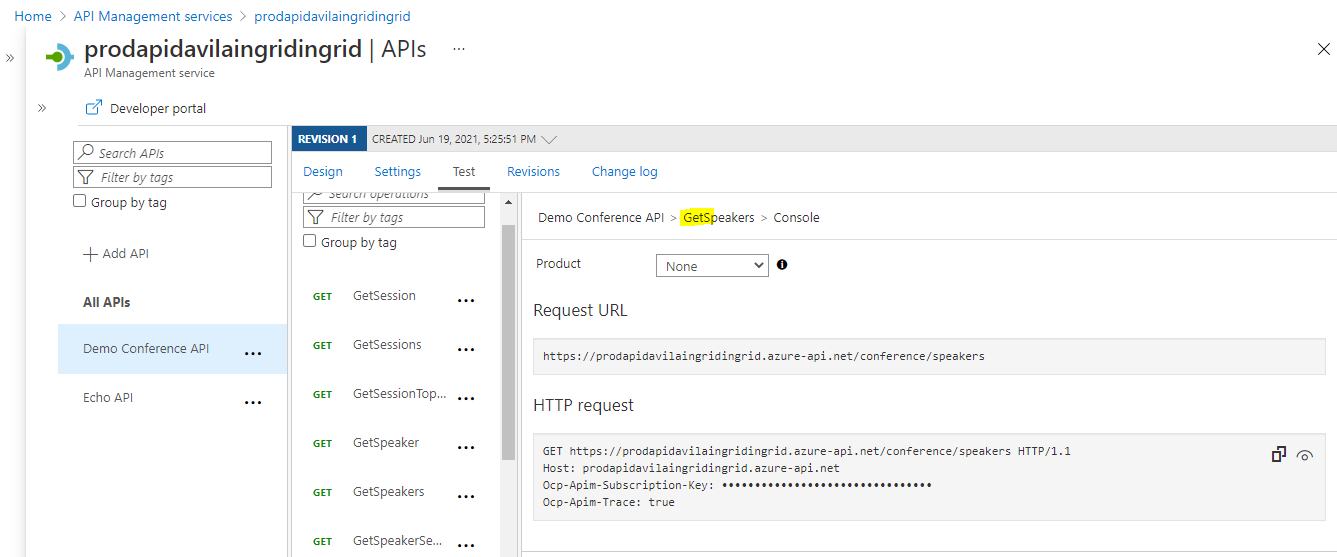 Home > API Management services > prodapidavilaingridingrid
prodapidavilaingridingrid | APIs ...
API Management service
Developer portal
Search APIs
Filter by tags
Group by tag
Add API
All APIs
Demo Conference API ...
Echo API ...
REVISION 1 CREATED Jun 19, 2021, 5:25:51 PM
Design Settings Test Revisions Change log
Search operations
Filter by tags
Group by tag
GET GetSession ...
GET GetSessions ...
GET GetSessionTop... ...
GET GetSpeaker ...
GET GetSpeakers ...
GET GetSpeakerSe... ...
Demo Conference API > GetSpeakers > Console
Product None
Request URL
https://prodapidavilaingridingrid.azure-api.net/conference/speakers
HTTP request
GET https://prodapidavilaingridingrid.azure-api.net/conference/speakers HTTP/1.1
Host: prodapidavilaingridingrid.azure-api.net
Ocp-Apim-Subscription-Key: ••••••••••••••••••••••••••••••••
Ocp-Apim-Trace: true